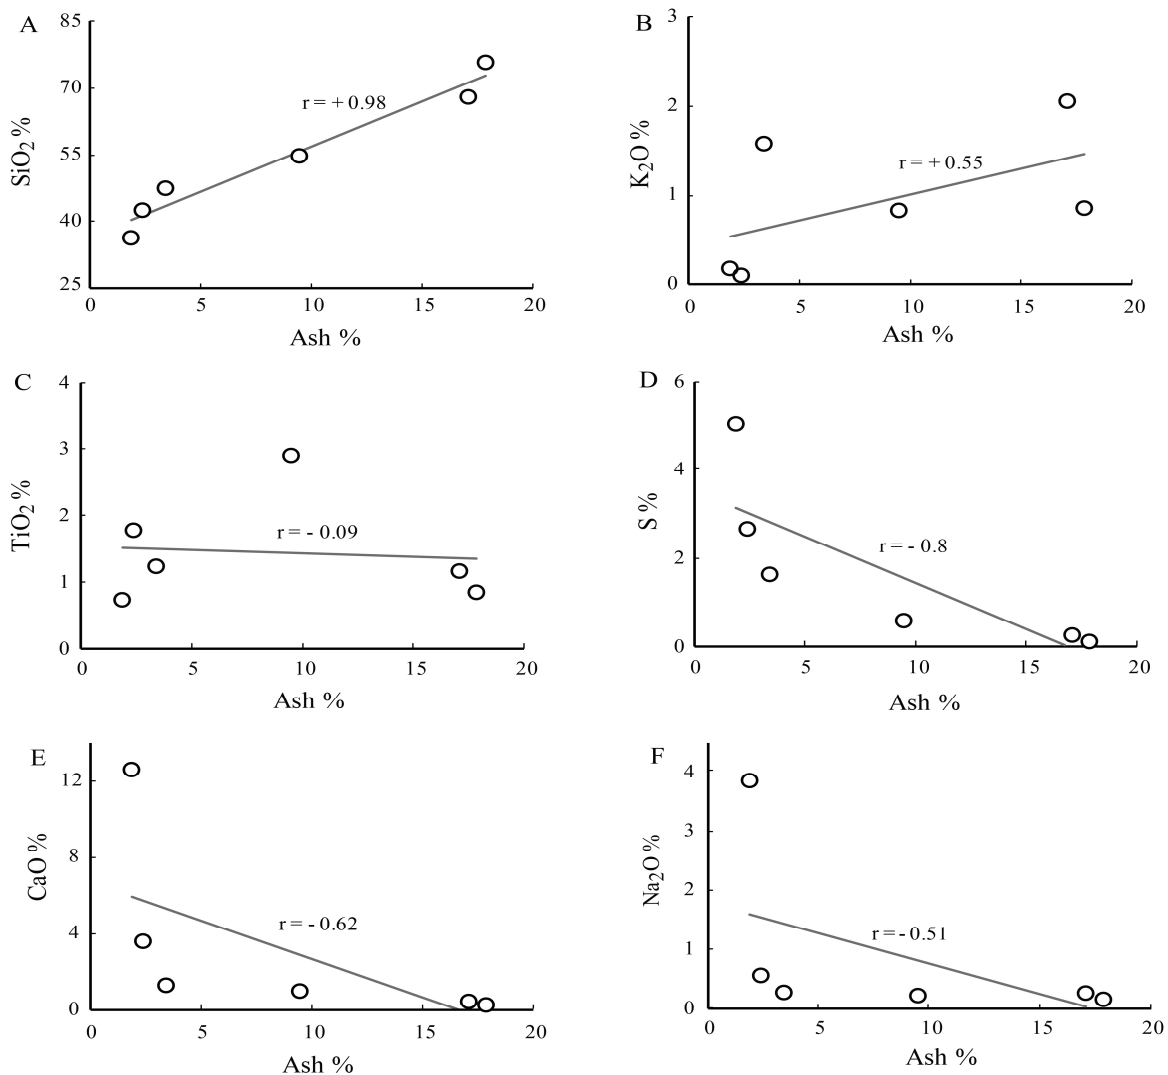 A
85
70
55
40
25
SiO₂ %
r = + 0.98
0 5 10 15 20
Ash %
B
3
2
1
0
K₂O %
r = + 0.55
0 5 10 15 20
Ash %
C
4
3
2
1
0
TiO₂ %
r = - 0.09
0 5 10 15 20
Ash %
D
6
4
2
0
S %
r = - 0.8
0 5 10 15 20
Ash %
E
12
8
4
0
CaO %
r = - 0.62
0 5 10 15 20
Ash %
F
4
3
2
1
0
Na₂O %
r = - 0.51
0 5 10 15 20
Ash %